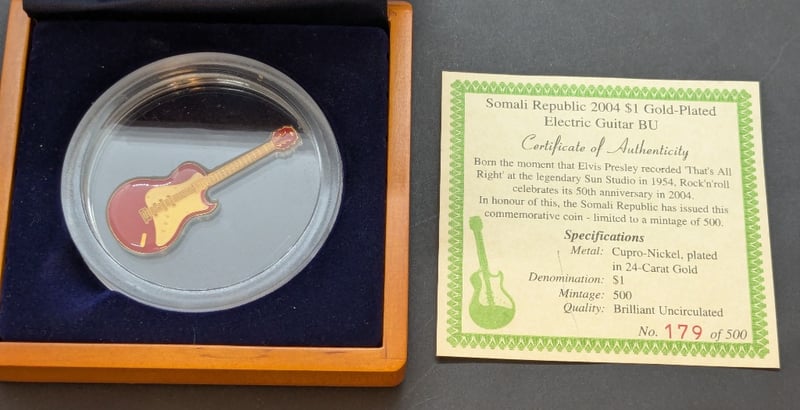 Somali Republic 2004 $1 Gold-Plated
Electric Guitar BU
Certificate of Authenticity
Born the moment that Elvis Presley recorded 'That's All
Right' at the legendary Sun Studio in 1954, Rock'n'roll
celebrates its 50th anniversary in 2004.
In honour of this, the Somali Republic has issued this
commemorative coin - limited to a mintage of 500.
Specifications
Metal: Cupro-Nickel, plated
in 24-Carat Gold
Denomination: $1
Mintage: 500
Quality: Brilliant Uncirculated
No. 179 of 500